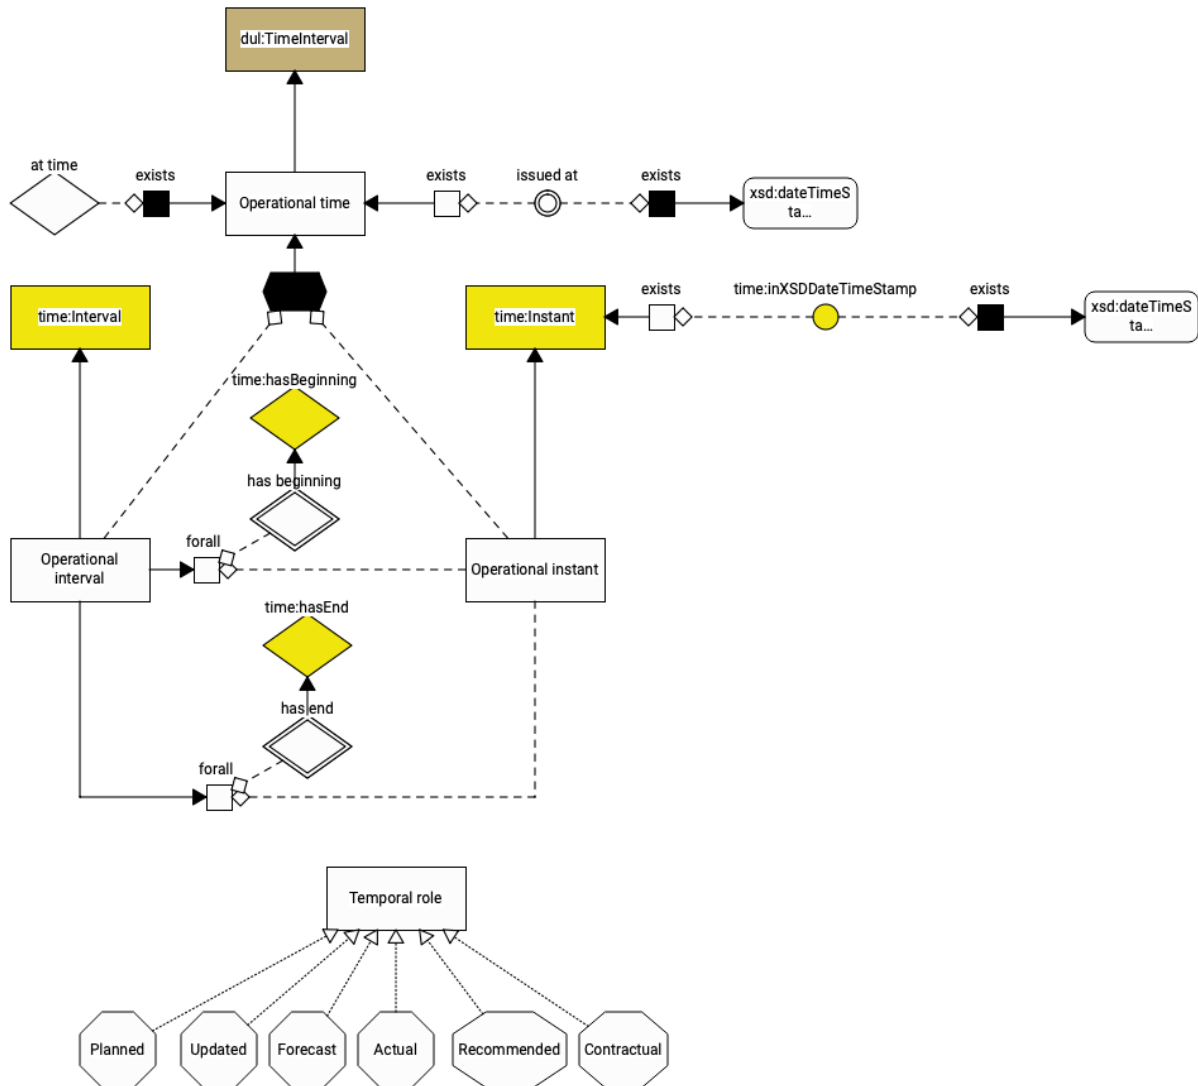 dul:TimeInterval
at time
exists
Operational time
exists
issued at
exists
xsd:dateTimeS
ta...
time:Interval
time:Instant
exists
time:inXSDDateTimeStamp
exists
xsd:dateTimeS
ta...
time:hasBeginning
has beginning
forall
Operational
interval
Operational instant
time:hasEnd
has end
forall
Temporal role
Planned
Updated
Forecast
Actual
Recommended
Contractual